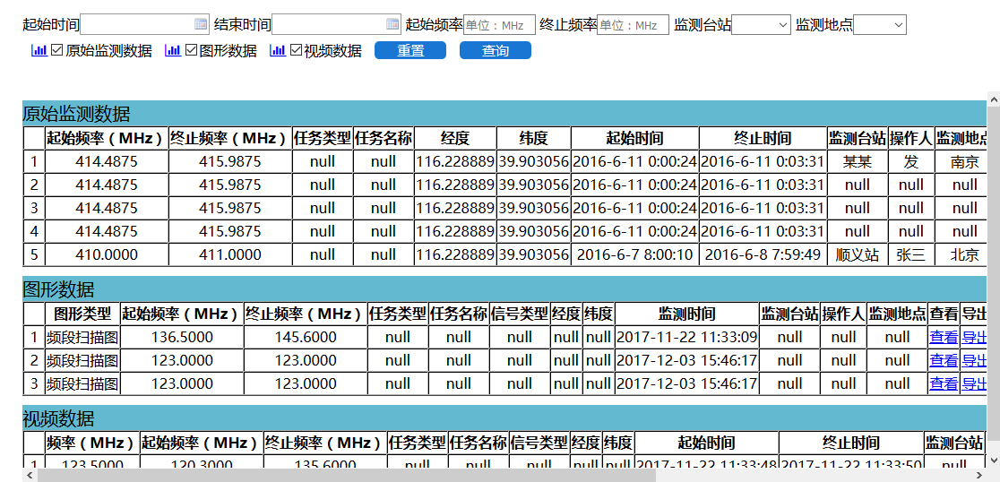 起始时间 结束时间 起始频率 单位：MHz 终止频率 单位：MHz 监测台站 监测地点
原始监测数据 图形数据 视频数据 重置 查询
原始监测数据
起始频率（MHz） 终止频率（MHz） 任务类型 任务名称 经度 纬度 起始时间 终止时间 监测台站 操作人 监测地点
1 414.4875 415.9875 null null 116.228889 39.903056 2016-6-11 0:00:24 2016-6-11 0:03:31 某某 发 南京
2 414.4875 415.9875 null null 116.228889 39.903056 2016-6-11 0:00:24 2016-6-11 0:03:31 null null null
3 414.4875 415.9875 null null 116.228889 39.903056 2016-6-11 0:00:24 2016-6-11 0:03:31 null null null
4 414.4875 415.9875 null null 116.228889 39.903056 2016-6-11 0:00:24 2016-6-11 0:03:31 null null null
5 410.0000 411.0000 null null 116.228889 39.903056 2016-6-7 8:00:10 2016-6-8 7:59:49 顺义站 张三 北京
图形数据
图形类型 起始频率（MHz） 终止频率（MHz） 任务类型 任务名称 信号类型 经度 纬度 监测时间 监测台站 操作人 监测地点 查看 导出
1 频段扫描图 136.5000 145.6000 null null null null null 2017-11-22 11:33:09 null null null 查看 导出
2 频段扫描图 123.0000 123.0000 null null null null null 2017-12-03 15:46:17 null null null 查看 导出
3 频段扫描图 123.0000 123.0000 null null null null null 2017-12-03 15:46:17 null null null 查看 导出
视频数据
频率（MHz） 起始频率（MHz） 终止频率（MHz） 任务类型 任务名称 信号类型 经度 纬度 起始时间 终止时间 监测台站
1 123.5000 120.3000 135.6000 null null null null null 2017-11-22 11:33:48 2017-11-22 11:33:50 null